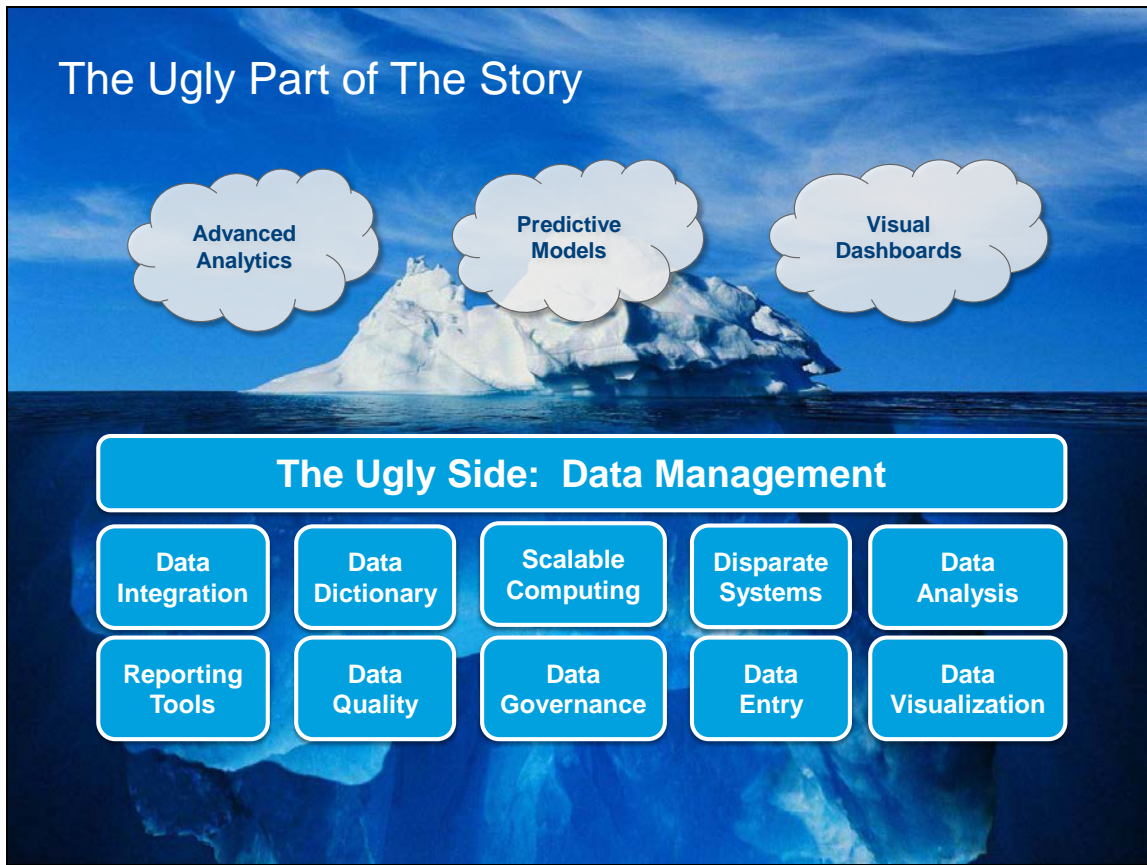 The Ugly Part of The Story
Advanced
Analytics
Predictive
Models
Visual
Dashboards
The Ugly Side:  Data Management
Data
Integration
Data
Dictionary
Scalable
Computing
Disparate
Systems
Data
Analysis
Reporting
Tools
Data
Quality
Data
Governance
Data
Entry
Data
Visualization